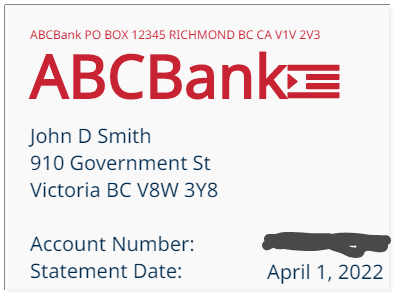 ABCBank PO BOX 12345 RICHMOND BC CA V1V 2V3
ABCBank
John D Smith
910 Government St
Victoria BC V8W 3Y8
Account Number:
Statement Date: April 1, 2022